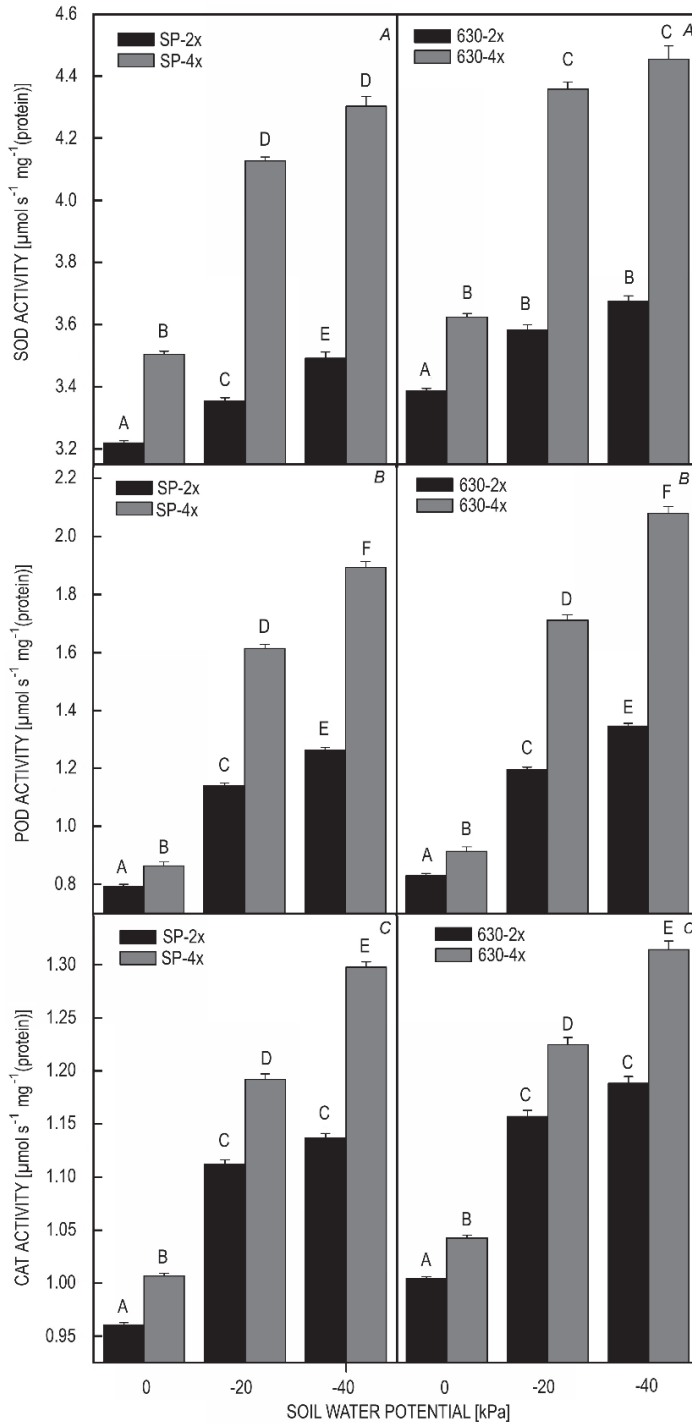 4.6
4.4
4.2
4.0
3.8
3.6
3.4
3.2
SOD ACTIVITY [µmol s⁻¹ mg⁻¹(protein)]
SP-2x
SP-4x
A
A
B
C
D
E
D
630-2x
630-4x
A
A
B
B
C
B
C
2.2
2.0
1.8
1.6
1.4
1.2
1.0
0.8
POD ACTIVITY [µmol s⁻¹ mg⁻¹(protein)]
SP-2x
SP-4x
B
A
B
C
D
E
F
630-2x
630-4x
B
A
B
C
D
E
F
1.30
1.25
1.20
1.15
1.10
1.05
1.00
0.95
CAT ACTIVITY [µmol s⁻¹ mg⁻¹(protein)]
SP-2x
SP-4x
C
A
B
C
D
C
E
630-2x
630-4x
C
A
B
C
D
C
E
0
-20
-40
0
-20
-40
SOIL WATER POTENTIAL [kPa]